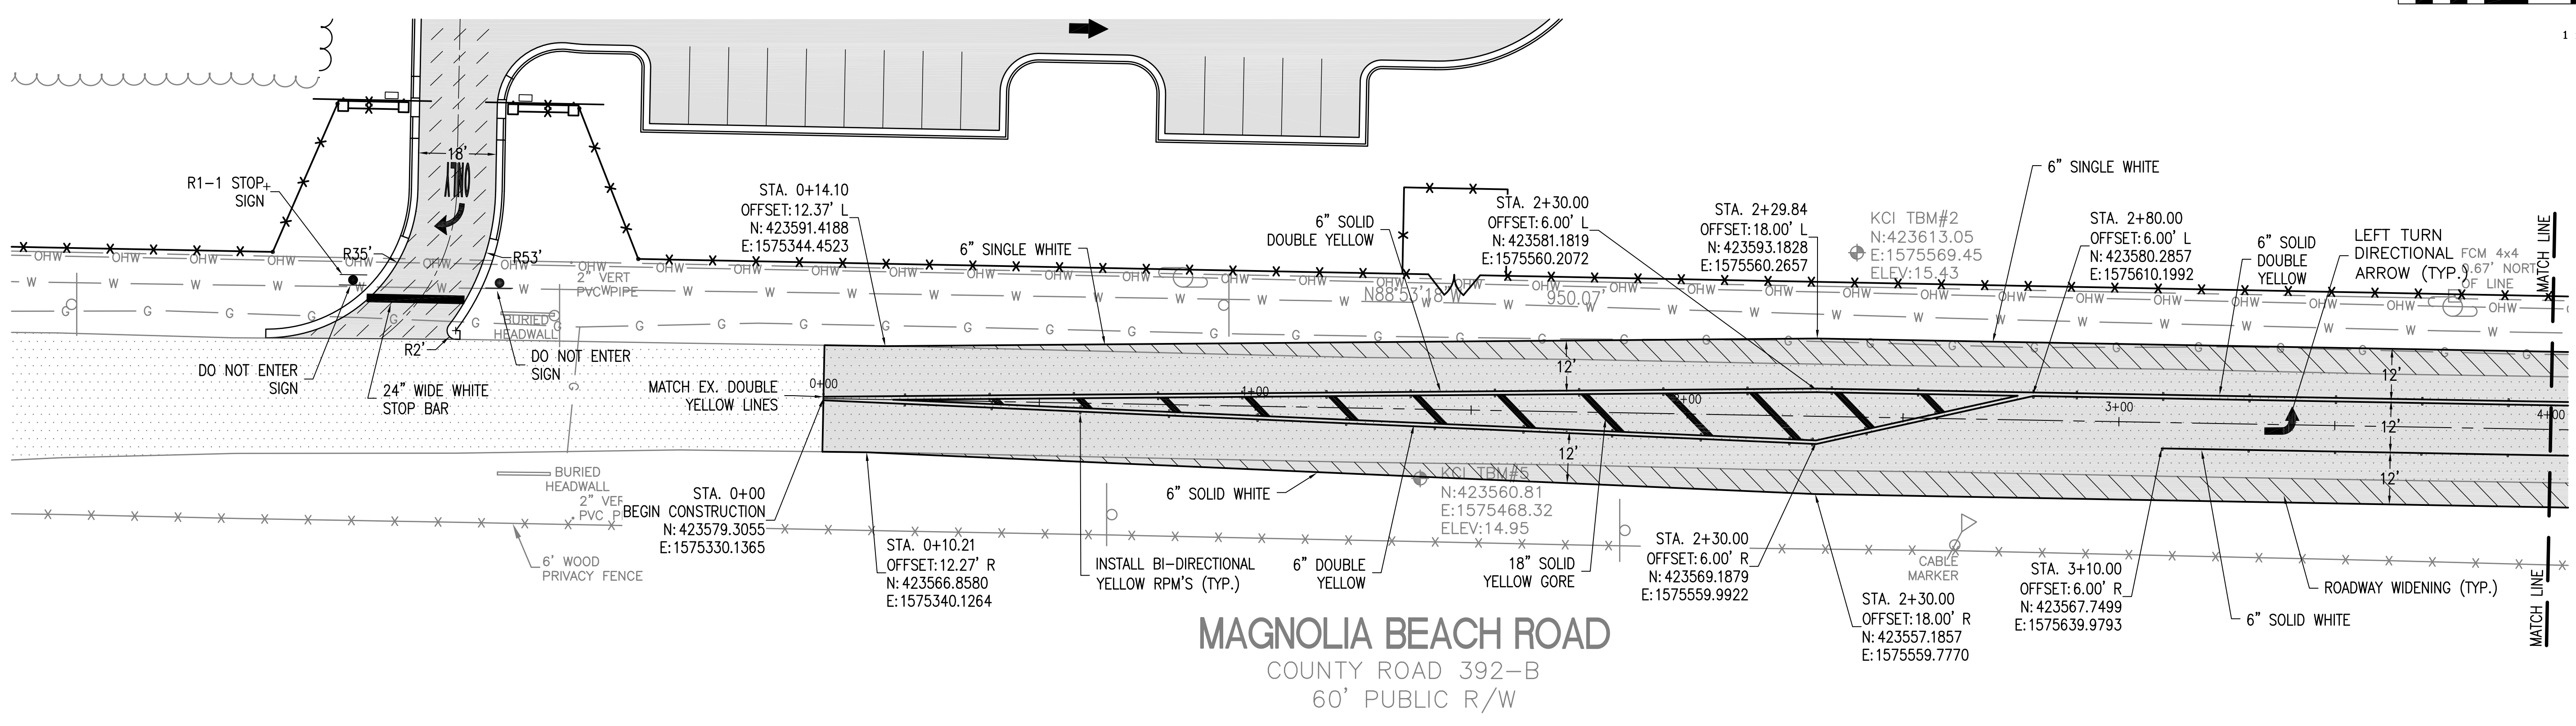 1
18'
ONLY
R1-1 STOP
SIGN
R35'
R53'
R2'
DO NOT ENTER
SIGN
24" WIDE WHITE
STOP BAR
DO NOT ENTER
SIGN
2" VERT
PVC PIPE
BURIED
HEADWALL
BURIED
HEADWALL
6' WOOD
PRIVACY FENCE
STA. 0+14.10
OFFSET: 12.37' L
N: 423591.4188
E: 1575344.4523
6" SINGLE WHITE
6" SOLID
DOUBLE YELLOW
STA. 2+30.00
OFFSET: 6.00' L
N: 423581.1819
E: 1575560.2072
STA. 2+29.84
OFFSET: 18.00' L
N: 423593.1828
E: 1575560.2657
KCI TBM#2
N:423613.05
E:1575569.45
ELEV:15.43
6" SINGLE WHITE
STA. 2+80.00
OFFSET: 6.00' L
N: 423580.2857
E: 1575610.1992
6" SOLID
DOUBLE
YELLOW
LEFT TURN
DIRECTIONAL
ARROW (TYP.)
FCM 4x4
OF LINE
MATCH LINE
N88°53'18"W
950.07'
OHW OHW OHW OHW OHW
W W W W W
G G G G G
MATCH EX. DOUBLE
YELLOW LINES
0+00
1+00
2+00
3+00
4+00
12'
12'
12'
12'
12'
STA. 0+00
BEGIN CONSTRUCTION
N: 423579.3055
E: 1575330.1365
STA. 0+10.21
OFFSET: 12.27' R
N: 423566.8580
E: 1575340.1264
6" SOLID WHITE
INSTALL BI-DIRECTIONAL
YELLOW RPM'S (TYP.)
6" DOUBLE
YELLOW
KCI TBM#5
N:423560.81
E:1575468.32
ELEV:14.95
18" SOLID
YELLOW GORE
STA. 2+30.00
OFFSET: 6.00' R
N: 423569.1879
E: 1575559.9922
STA. 2+30.00
OFFSET: 18.00' R
N: 423557.1857
E: 1575559.7770
CABLE
MARKER
STA. 3+10.00
OFFSET: 6.00' R
N: 423567.7499
E: 1575639.9793
6" SOLID WHITE
ROADWAY WIDENING (TYP.)
MATCH LINE
MAGNOLIA BEACH ROAD
COUNTY ROAD 392-B
60' PUBLIC R/W